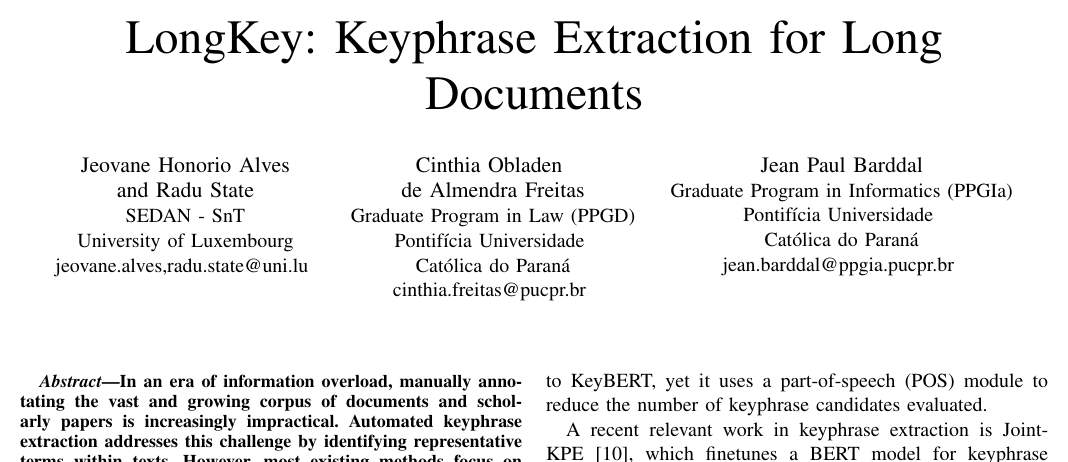 LongKey: Keyphrase Extraction for Long
Documents
Jeovane Honorio Alves
and Radu State
SEDAN - SnT
University of Luxembourg
jeovane.alves,radu.state@uni.lu
Cinthia Obladen
de Almendra Freitas
Graduate Program in Law (PPGD)
Pontifícia Universidade
Católica do Paraná
cinthia.freitas@pucpr.br
Jean Paul Barddal
Graduate Program in Informatics (PPGIa)
Pontifícia Universidade
Católica do Paraná
jean.barddal@ppgia.pucpr.br
Abstract—In an era of information overload, manually anno-
tating the vast and growing corpus of documents and schol-
arly papers is increasingly impractical. Automated keyphrase
extraction addresses this challenge by identifying representative
terms within texts. However, most existing methods focus on
to KeyBERT, yet it uses a part-of-speech (POS) module to
reduce the number of keyphrase candidates evaluated.
A recent relevant work in keyphrase extraction is Joint-
KPE [10], which finetunes a BERT model for keyphrase